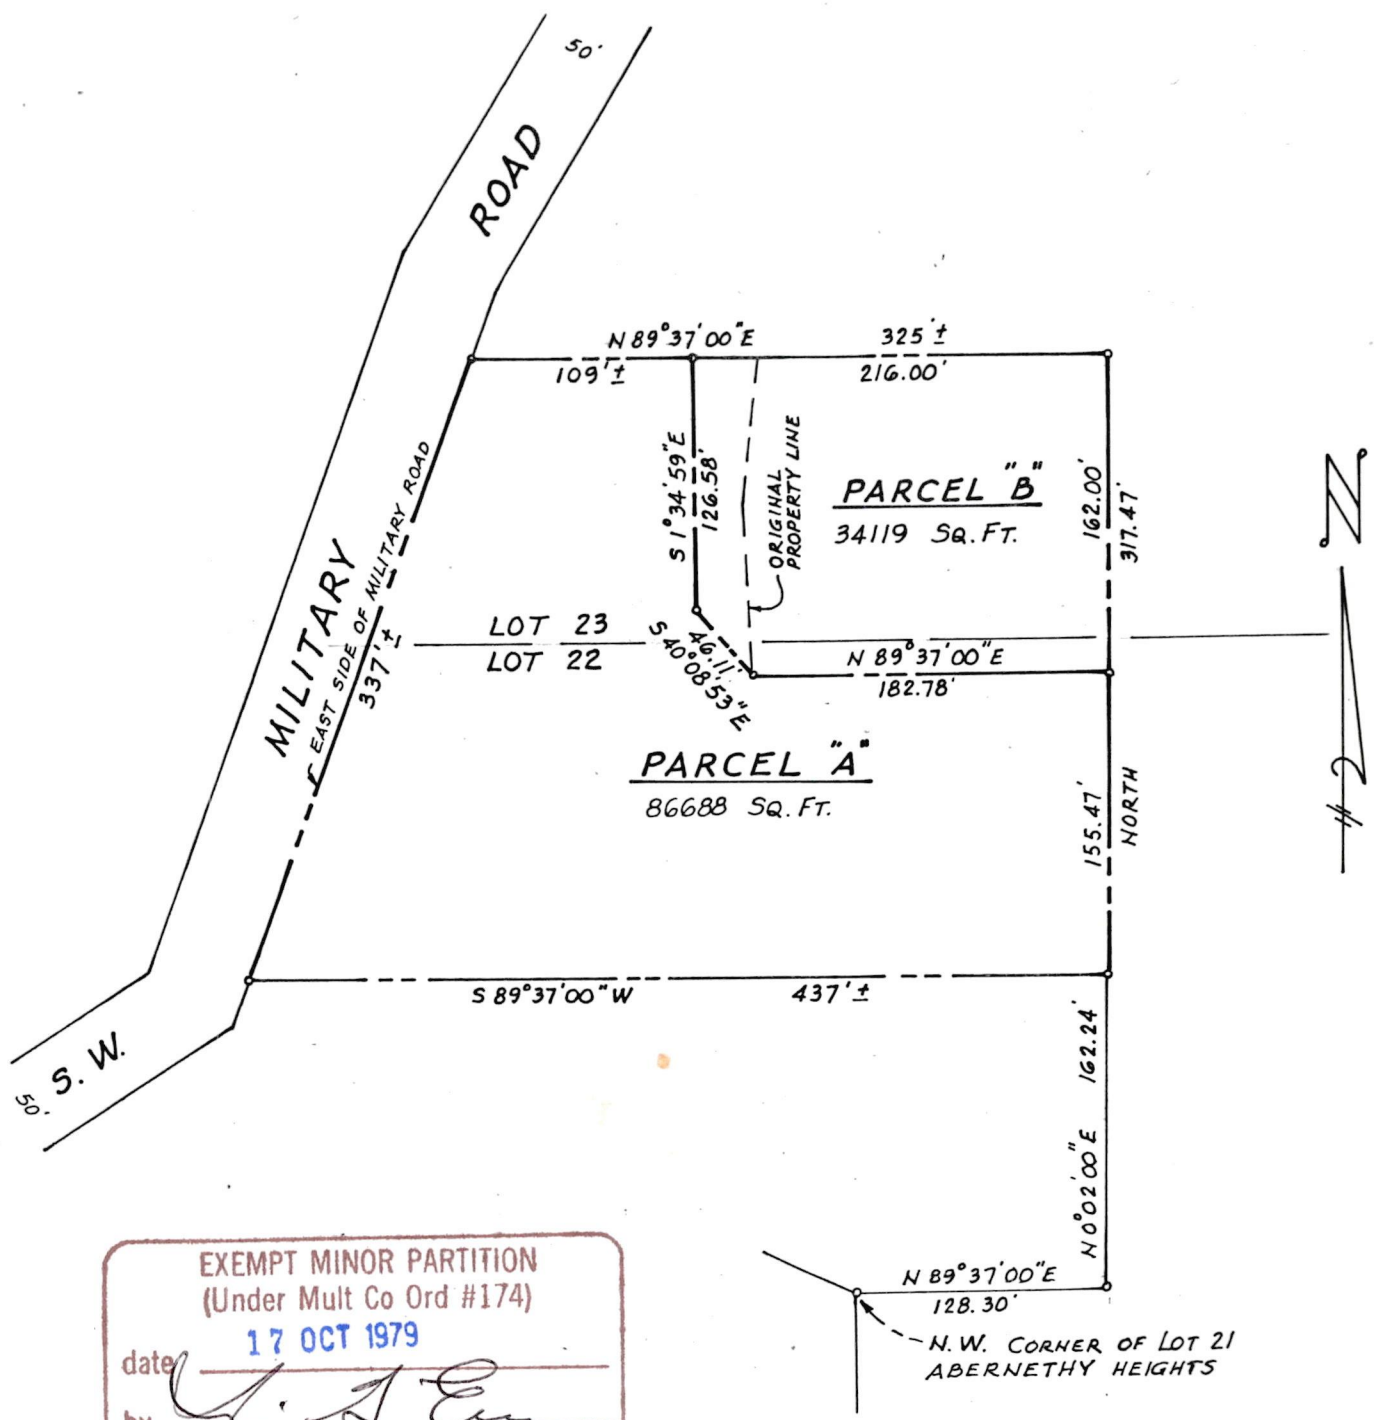 50'
ROAD
N 89°37'00"E
325'±
109'±
216.00'
S 1°34'59"E
126.58'
ORIGINAL
PROPERTY LINE
PARCEL "B"
34119 SQ. FT.
162.00'
317.47'
N
MILITARY
EAST SIDE OF MILITARY ROAD
337'±
LOT 23
LOT 22
46.11'
S 40°08'53"E
N 89°37'00"E
182.78'
PARCEL "A"
86688 SQ. FT.
155.47'
NORTH
S 89°37'00"W
437'±
S. W.
50'
162.24'
N 0°02'00"E
N 89°37'00"E
128.30'
N.W. CORNER OF LOT 21
ABERNETHY HEIGHTS
EXEMPT MINOR PARTITION
(Under Mult Co Ord #174)
17 OCT 1979
date
by